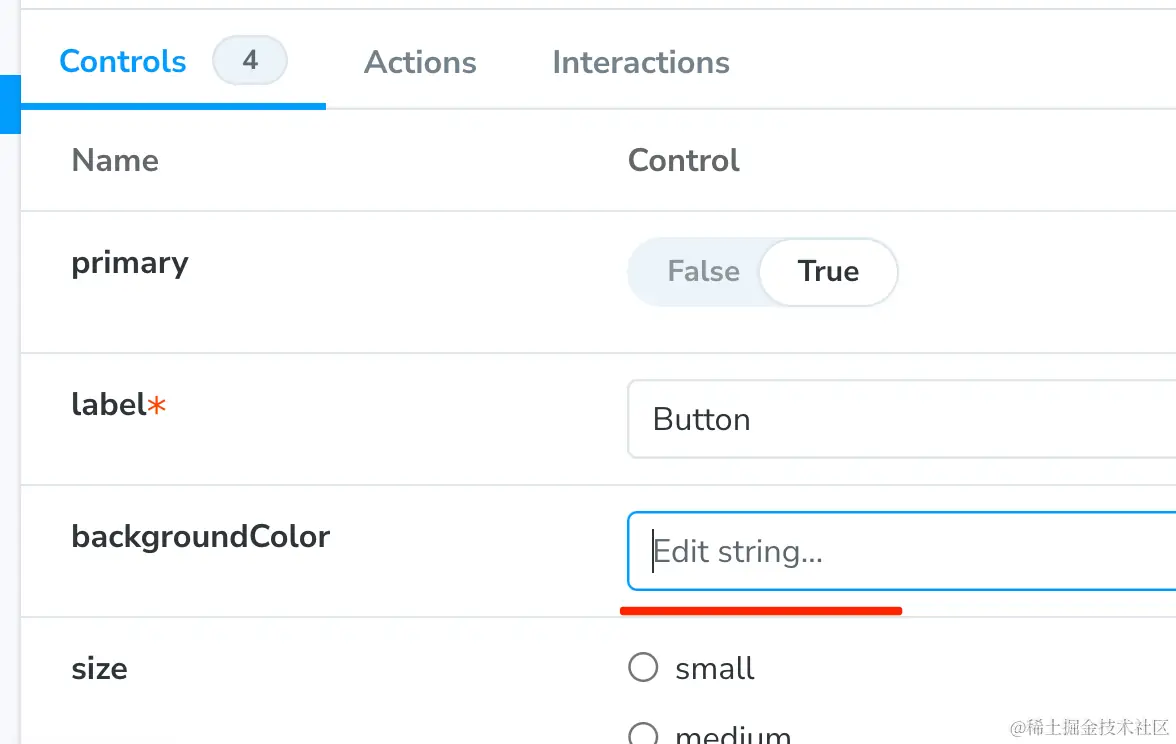 Controls 4 Actions Interactions
Name Control
primary False True
label* Button
backgroundColor Edit string...
size small
medium
@稀土掘金技术社区